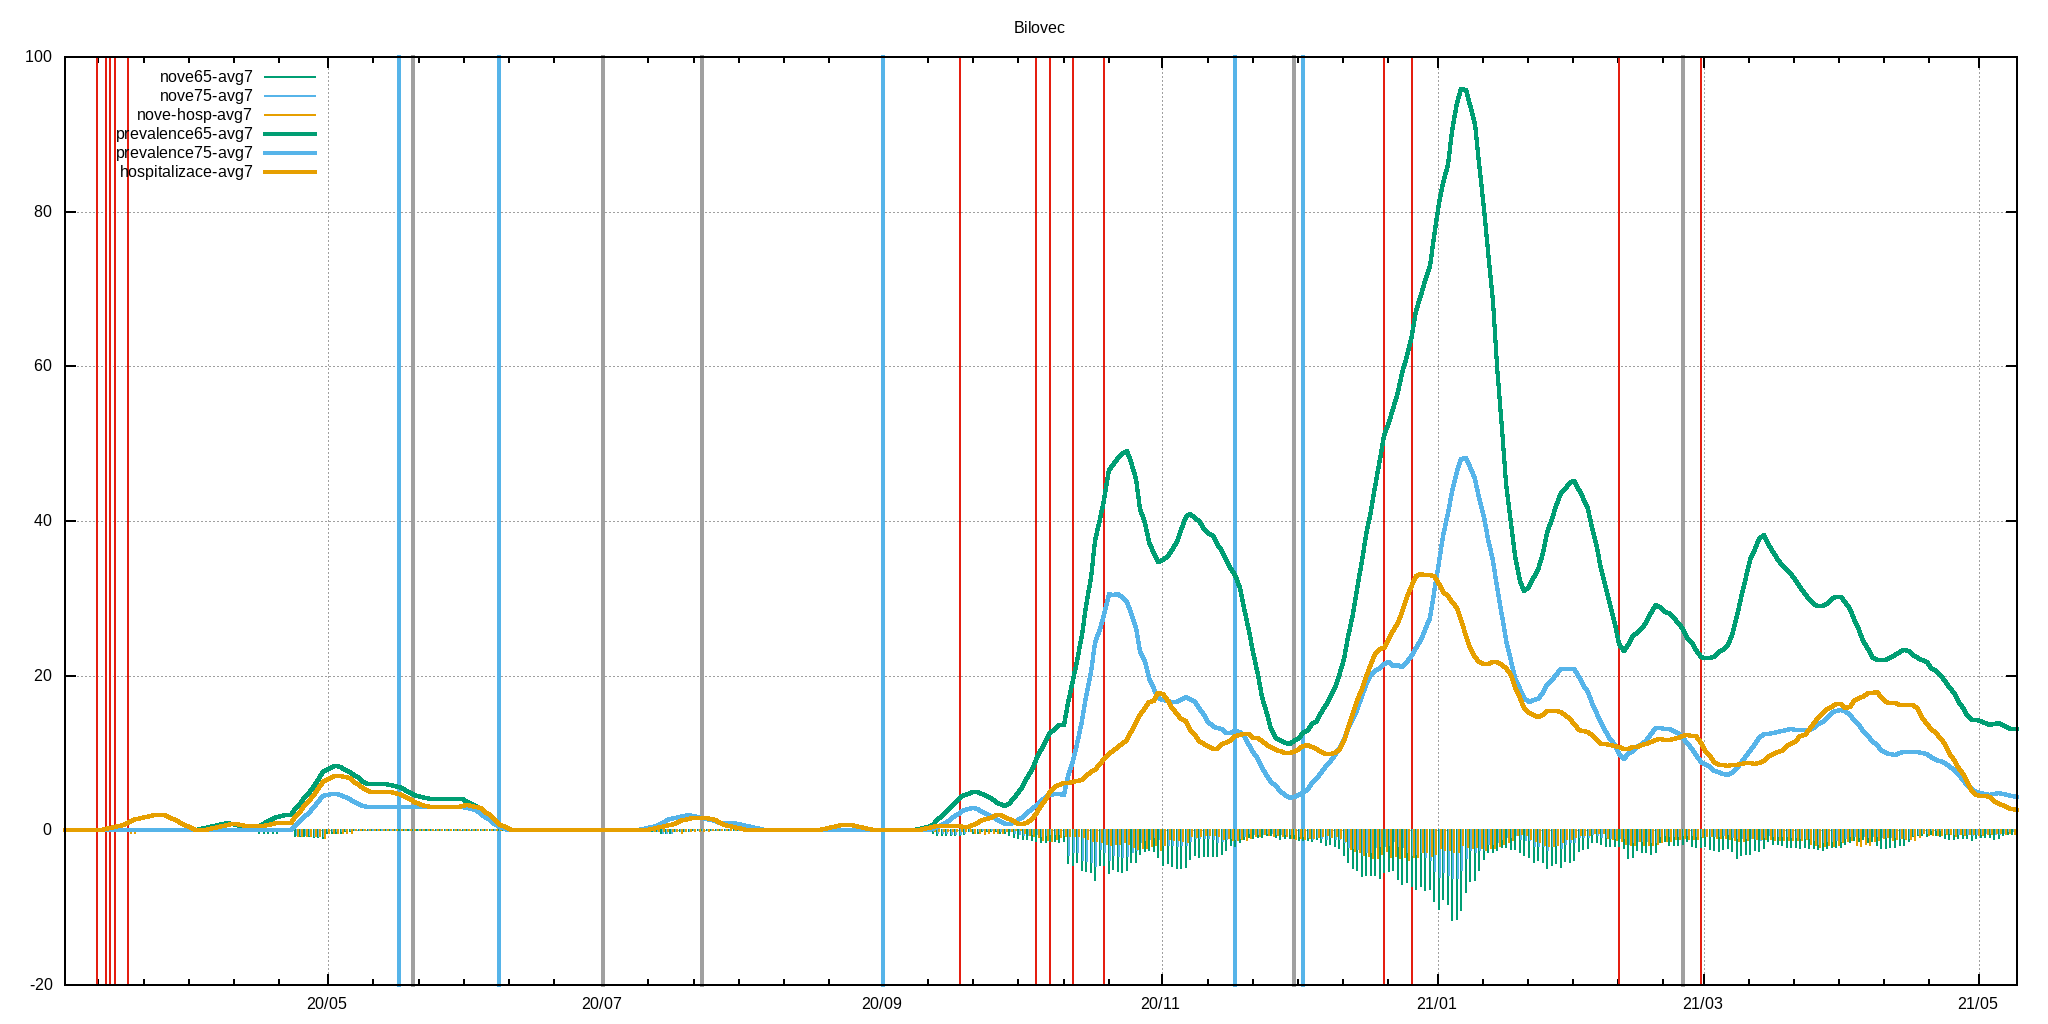 Bilovec
100
80
60
40
20
0
-20
nove65-avg7
nove75-avg7
nove-hosp-avg7
prevalence65-avg7
prevalence75-avg7
hospitalizace-avg7
20/05 20/07 20/09 20/11 21/01 21/03 21/05